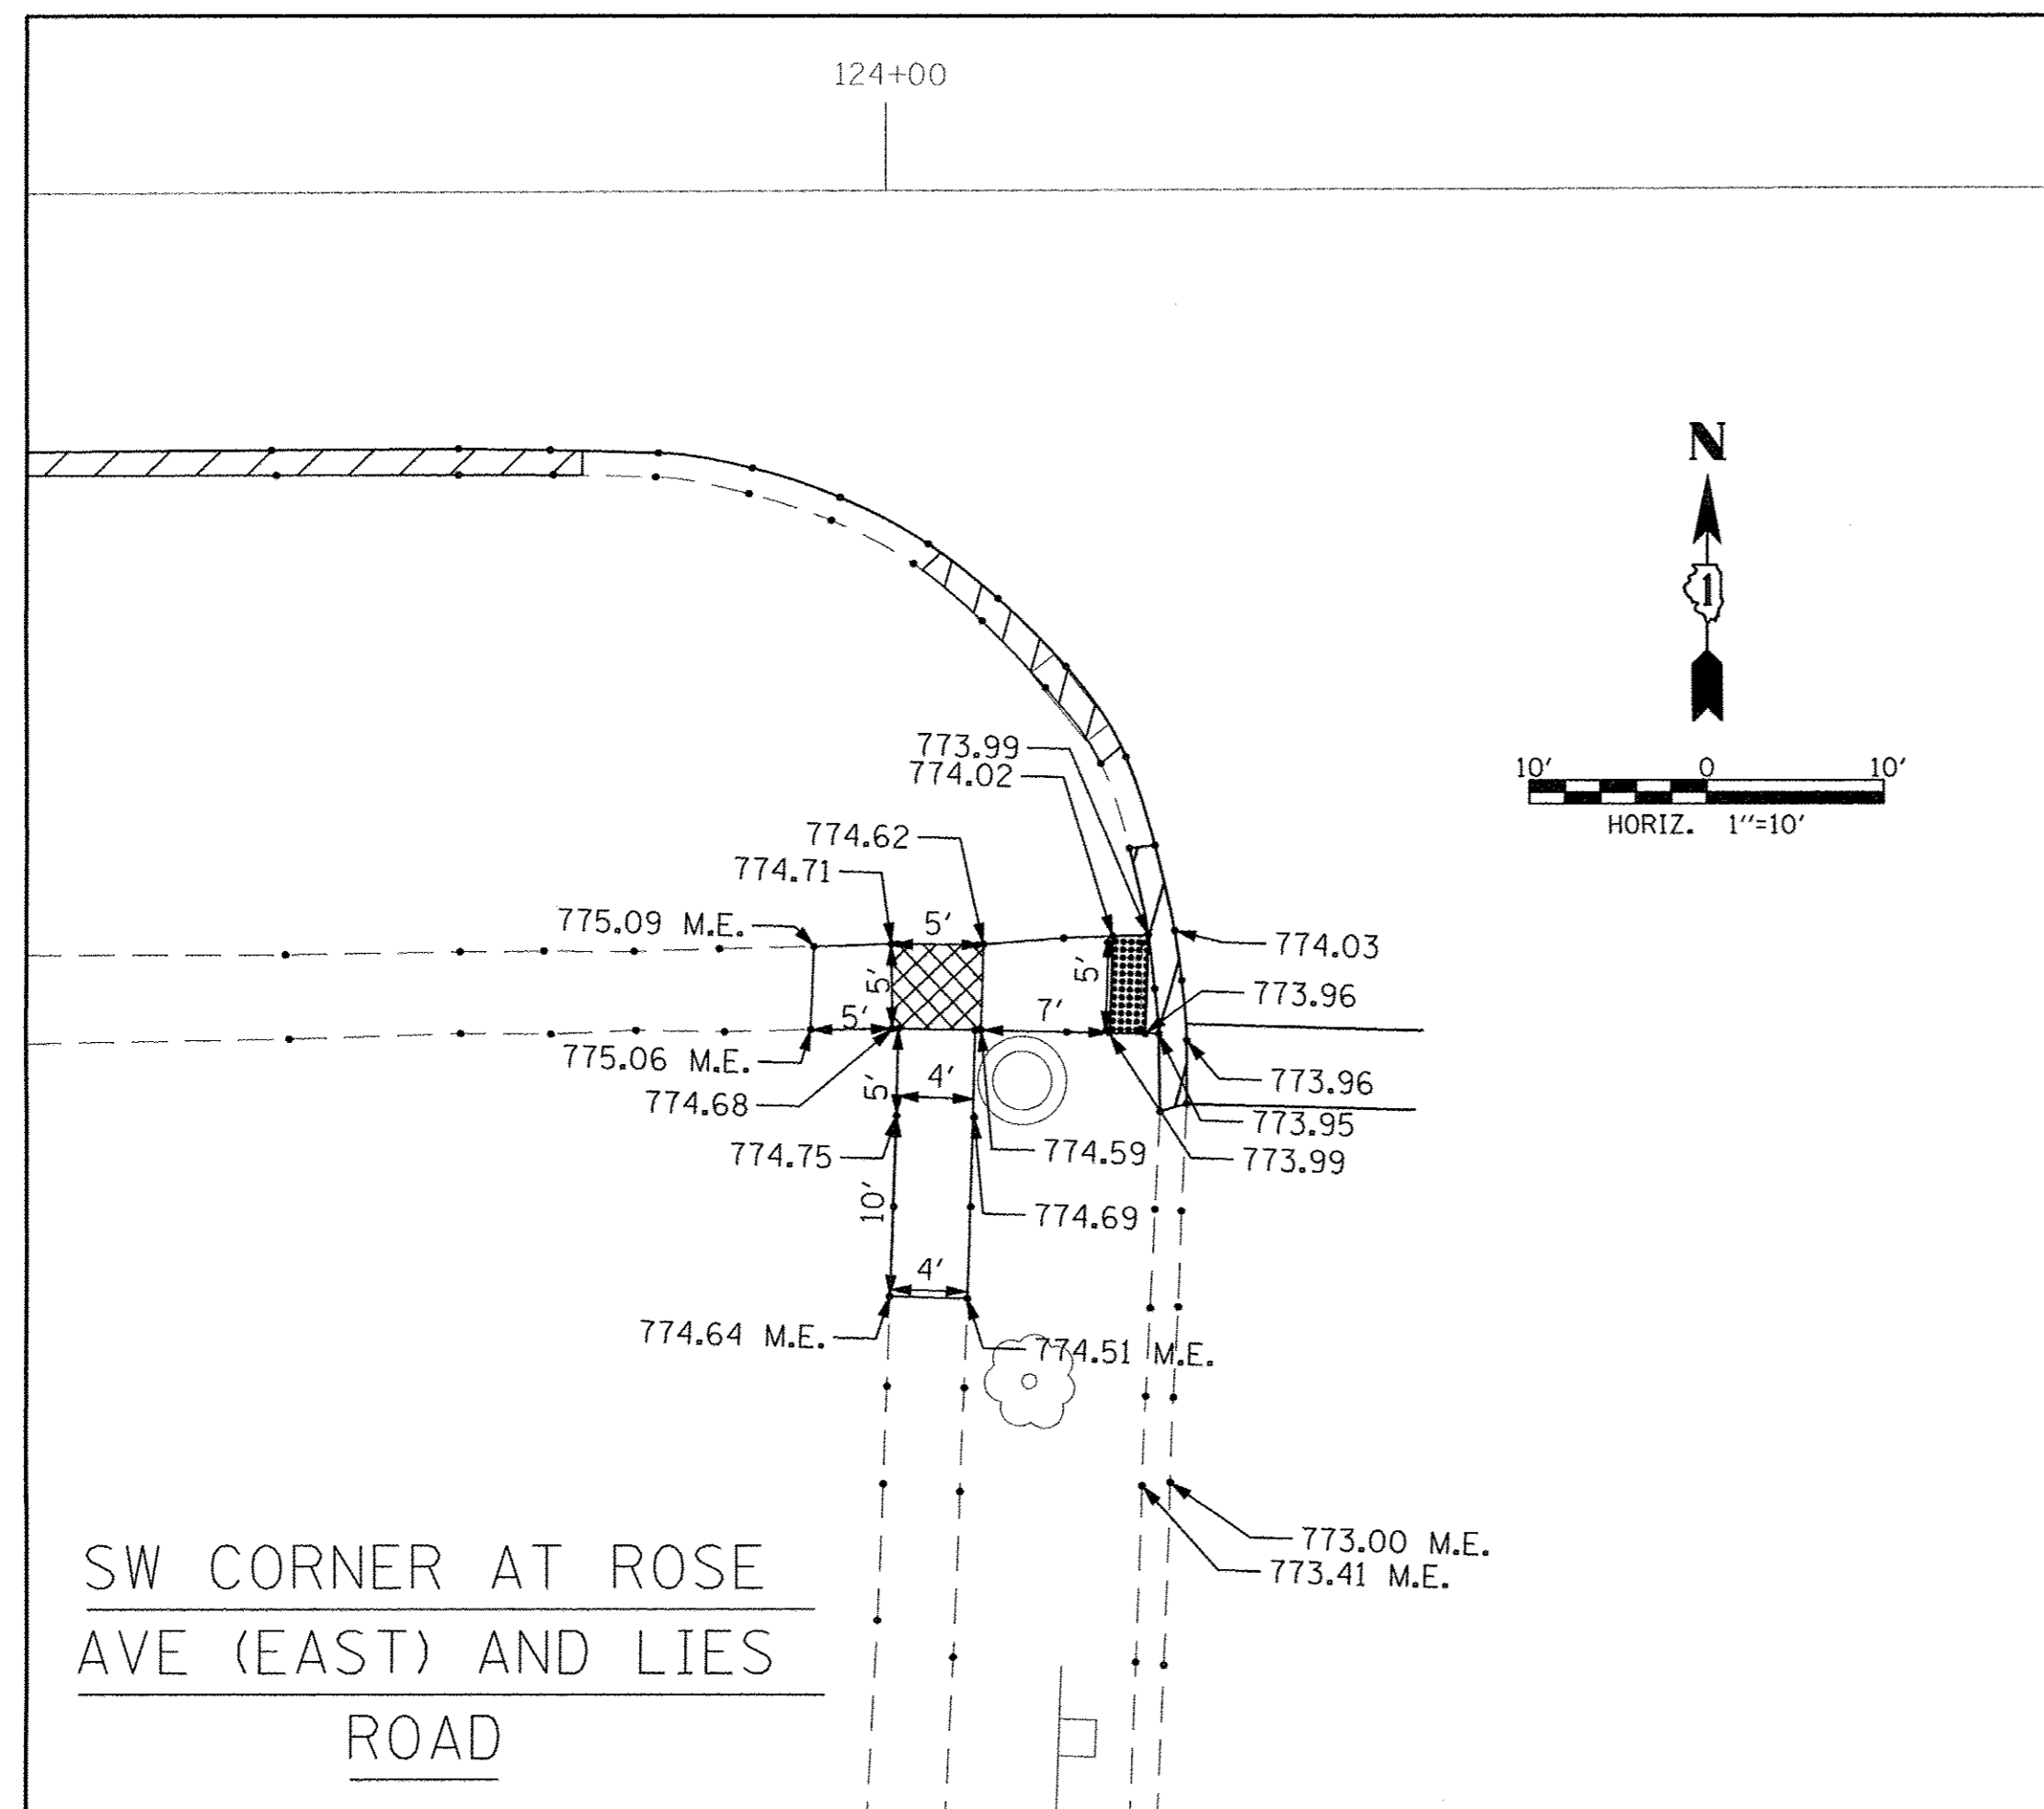 124+00
N
1
10' 0 10'
HORIZ. 1"=10'
773.99
774.02
774.62
774.71
775.09 M.E.
5'
5'
5'
5'
7'
774.03
773.96
775.06 M.E.
774.68
5'
4'
773.96
773.95
773.99
774.75
774.59
10'
774.69
4'
774.64 M.E.
774.51 M.E.
773.00 M.E.
773.41 M.E.
SW CORNER AT ROSE
AVE (EAST) AND LIES
ROAD